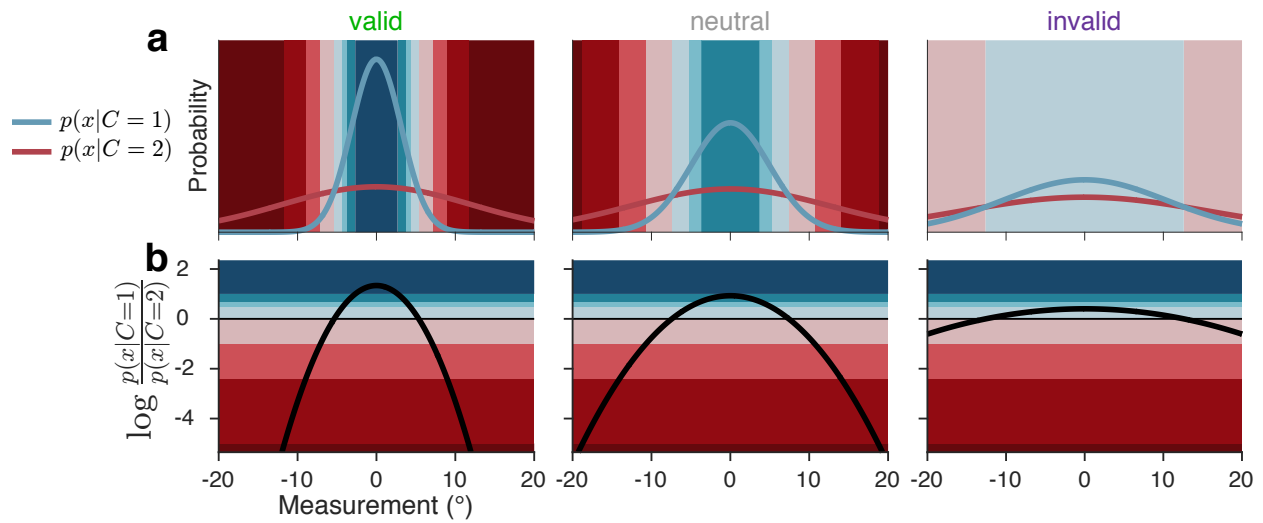 valid neutral invalid
a
Probability
p(x|C = 1)
p(x|C = 2)
b
log p(x|C=1) / p(x|C=2)
2
0
-2
-4
-20 -10 0 10 20 -20 -10 0 10 20 -20 -10 0 10 20
Measurement (°)